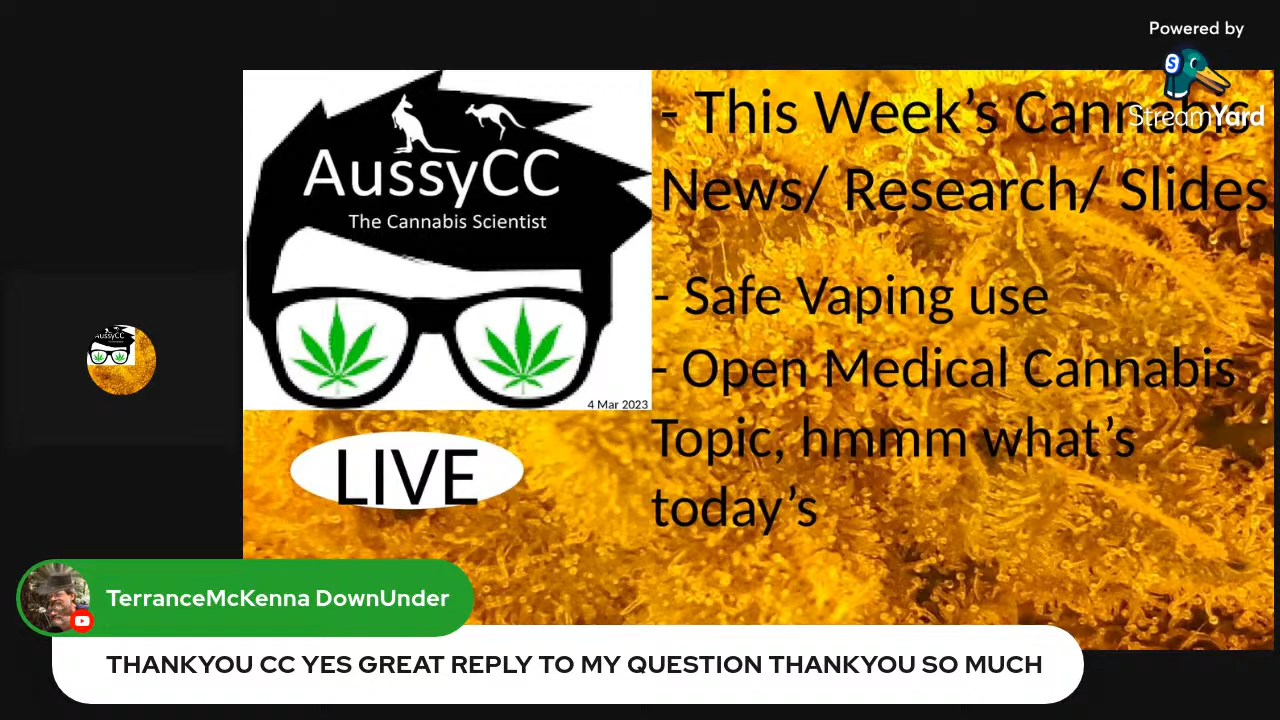 Powered by
StreamYard
- This Week's Cannabis
News/ Research/ Slides
AussyCC
The Cannabis Scientist
- Safe Vaping use
- Open Medical Cannabis
Topic, hmmm what's
today's
4 Mar 2023
LIVE
TerranceMcKenna DownUnder
THANKYOU CC YES GREAT REPLY TO MY QUESTION THANKYOU SO MUCH
AussyCC